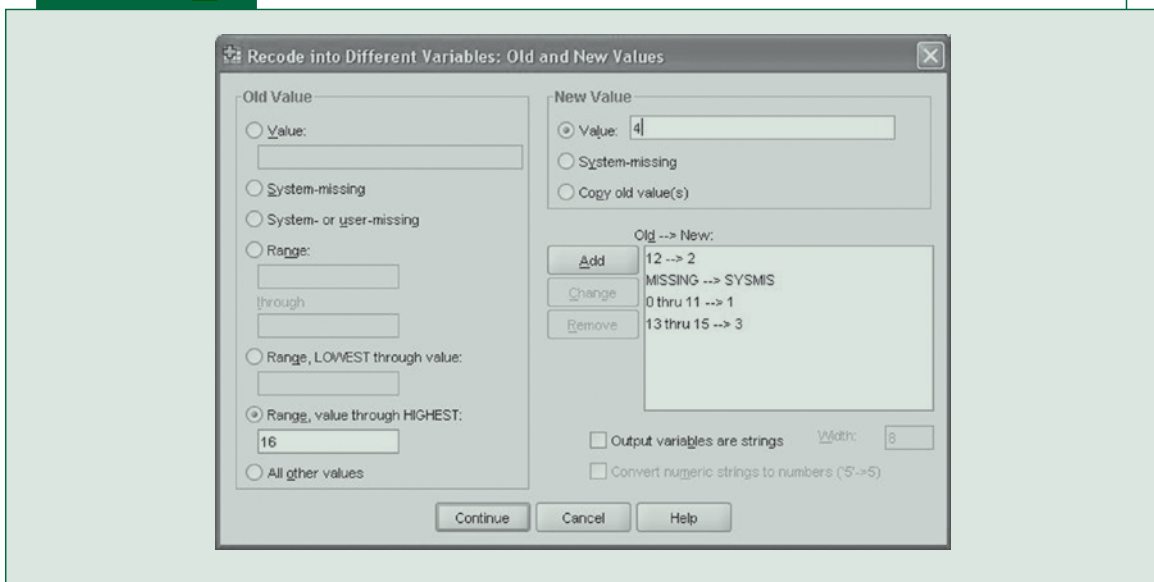 Recode into Different Variables: Old and New Values
Old Value
Value:
System-missing
System- or user-missing
Range:
through
Range, LOWEST through value:
Range, value through HIGHEST:
16
All other values
New Value
Value: 4
System-missing
Copy old value(s)
Old --> New:
Add
Change
Remove
12 --> 2
MISSING --> SYSMIS
0 thru 11 --> 1
13 thru 15 --> 3
Output variables are strings Width: 8
Convert numeric strings to numbers ('5'->5)
Continue Cancel Help